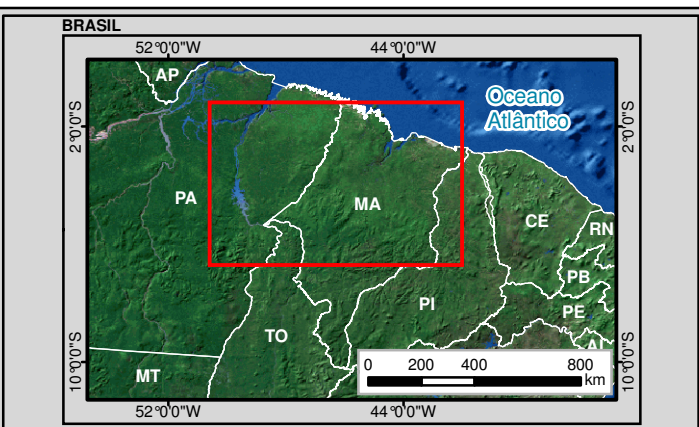 BRASIL
52°0'0"W 44°0'0"W
AP
Oceano
Atlântico
2°0'0"S 2°0'0"S
PA
MA
CE
RN
PB
PI
PE
TO
AL
MT
10°0'0"S 10°0'0"S
0 200 400 800
km
52°0'0"W 44°0'0"W